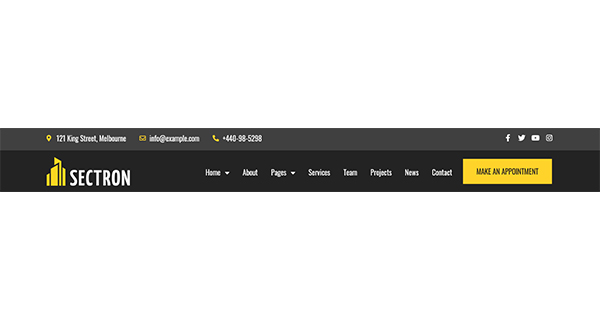 121 King Street, Melbourne info@example.com +440-98-5298
SECTRON Home About Pages Services Team Projects News Contact MAKE AN APPOINTMENT